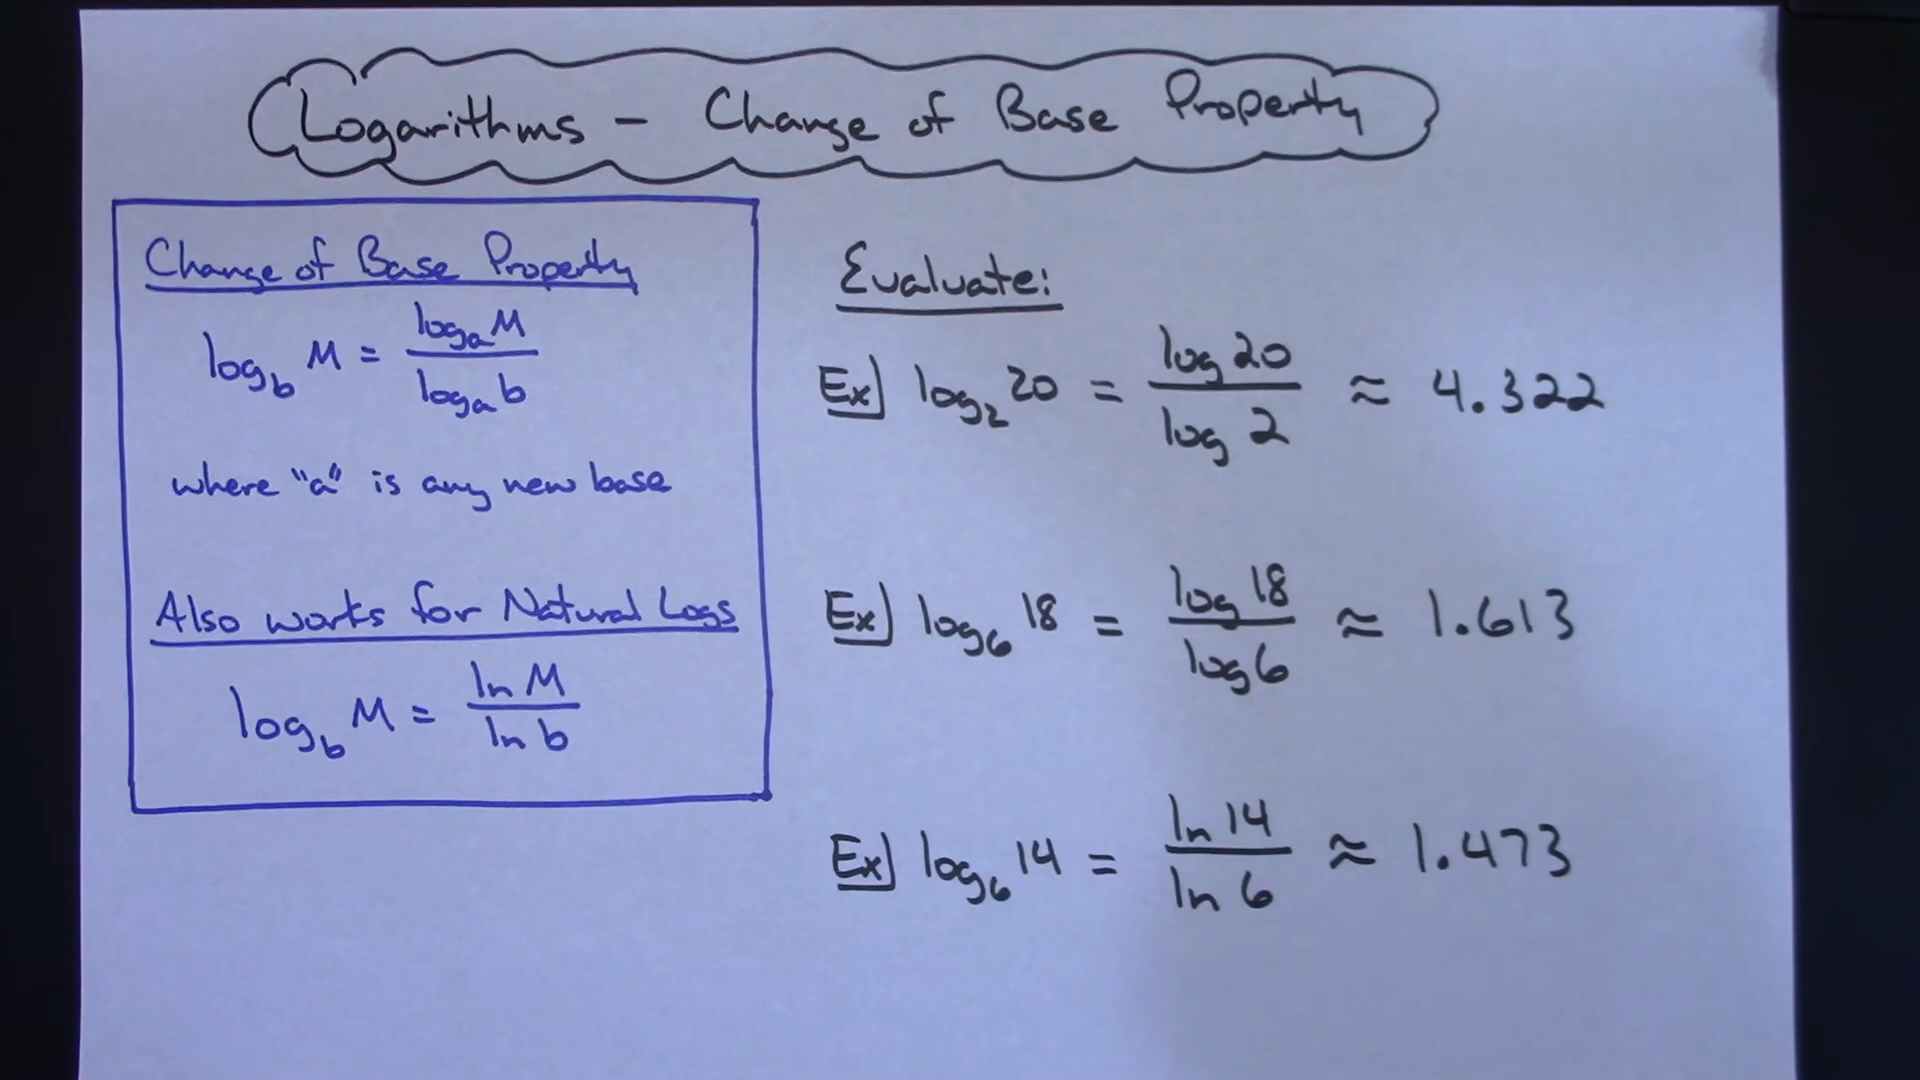 Logarithms - Change of Base Property
Change of Base Property
log_b M = log_a M / log_a b
where "a" is any new base
Also works for Natural Logs
log_b M = ln M / ln b
Evaluate:
Ex] log_2 20 = log 20 / log 2 ≈ 4.322
Ex] log_6 18 = log 18 / log 6 ≈ 1.613
Ex] log_6 14 = ln 14 / ln 6 ≈ 1.473